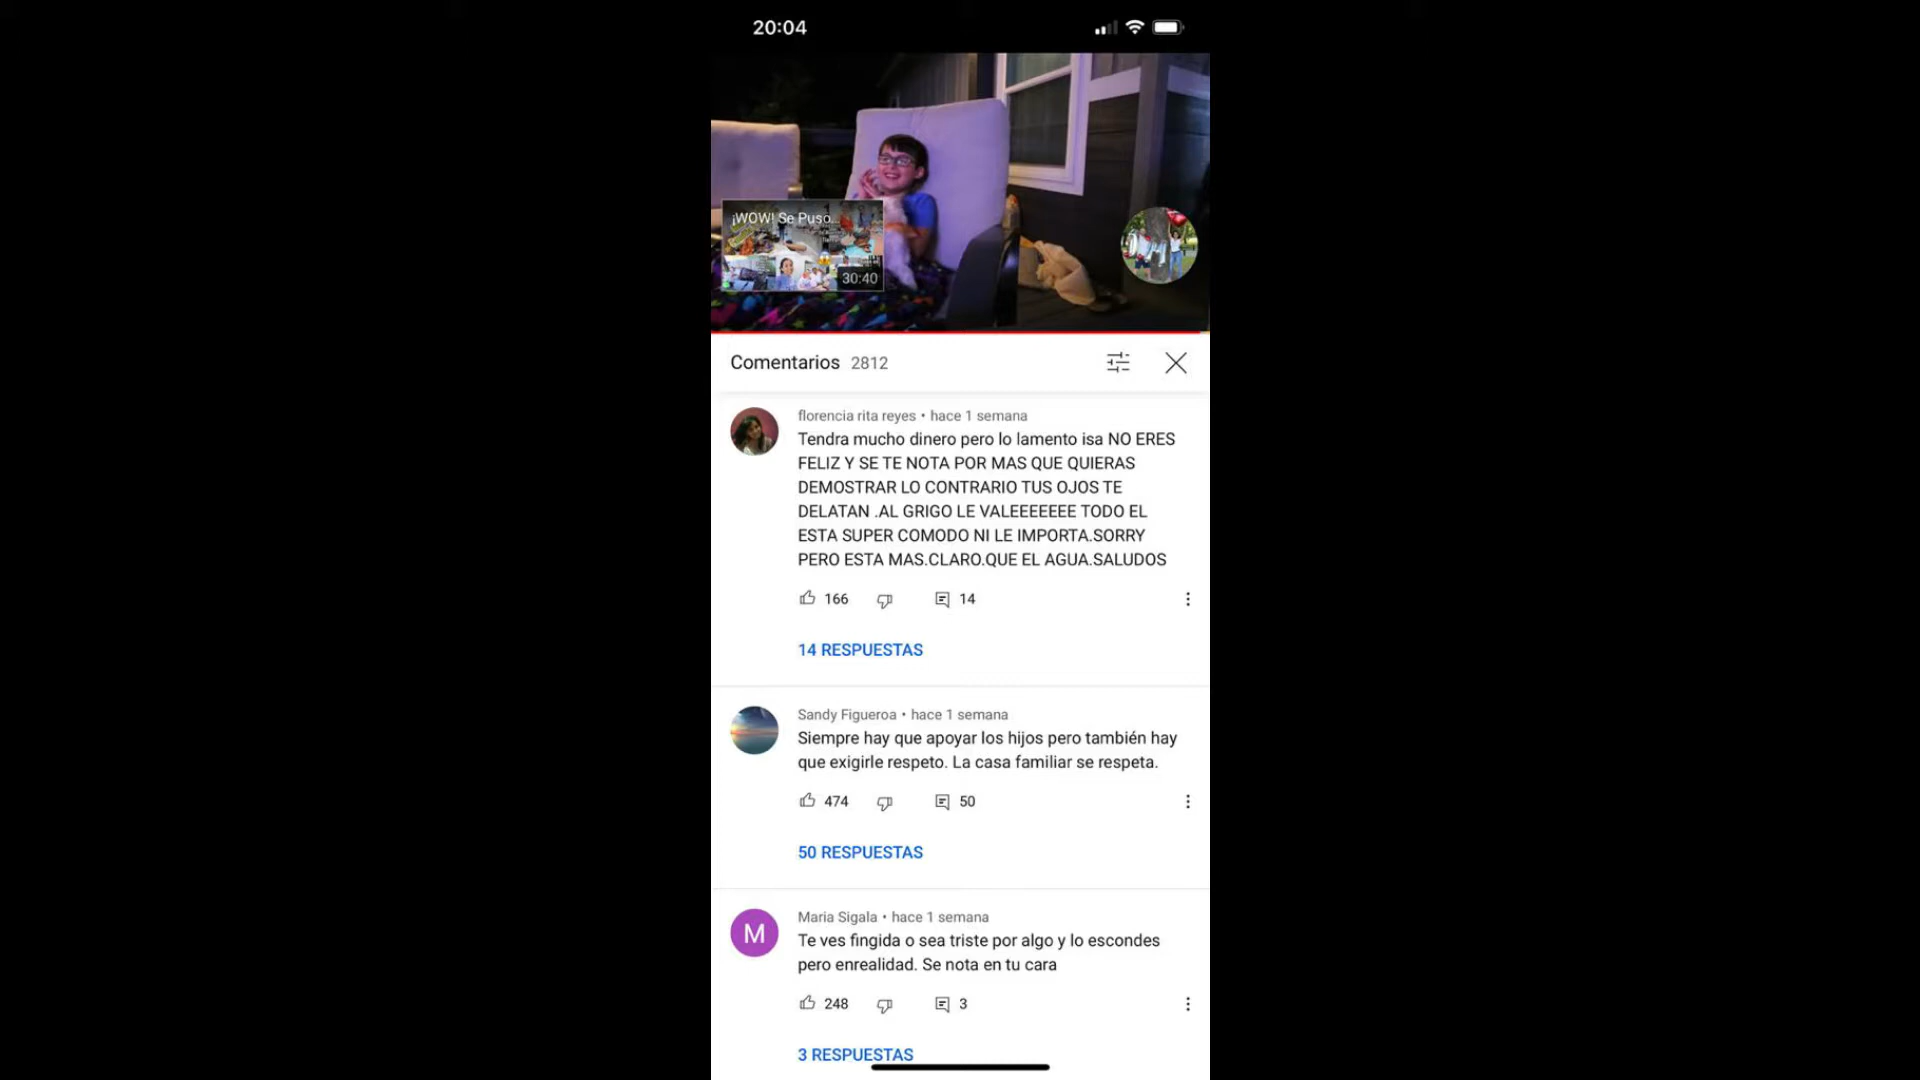 20:04
¡WOW! Se Puso...
30:40
Comentarios 2812
florencia rita reyes • hace 1 semana
Tendra mucho dinero pero lo lamento isa NO ERES
FELIZ Y SE TE NOTA POR MAS QUE QUIERAS
DEMOSTRAR LO CONTRARIO TUS OJOS TE
DELATAN .AL GRIGO LE VALEEEEEEE TODO EL
ESTA SUPER COMODO NI LE IMPORTA.SORRY
PERO ESTA MAS.CLARO.QUE EL AGUA.SALUDOS
166 14
14 RESPUESTAS
Sandy Figueroa • hace 1 semana
Siempre hay que apoyar los hijos pero también hay
que exigirle respeto. La casa familiar se respeta.
474 50
50 RESPUESTAS
M
Maria Sigala • hace 1 semana
Te ves fingida o sea triste por algo y lo escondes
pero enrealidad. Se nota en tu cara
248 3
3 RESPUESTAS